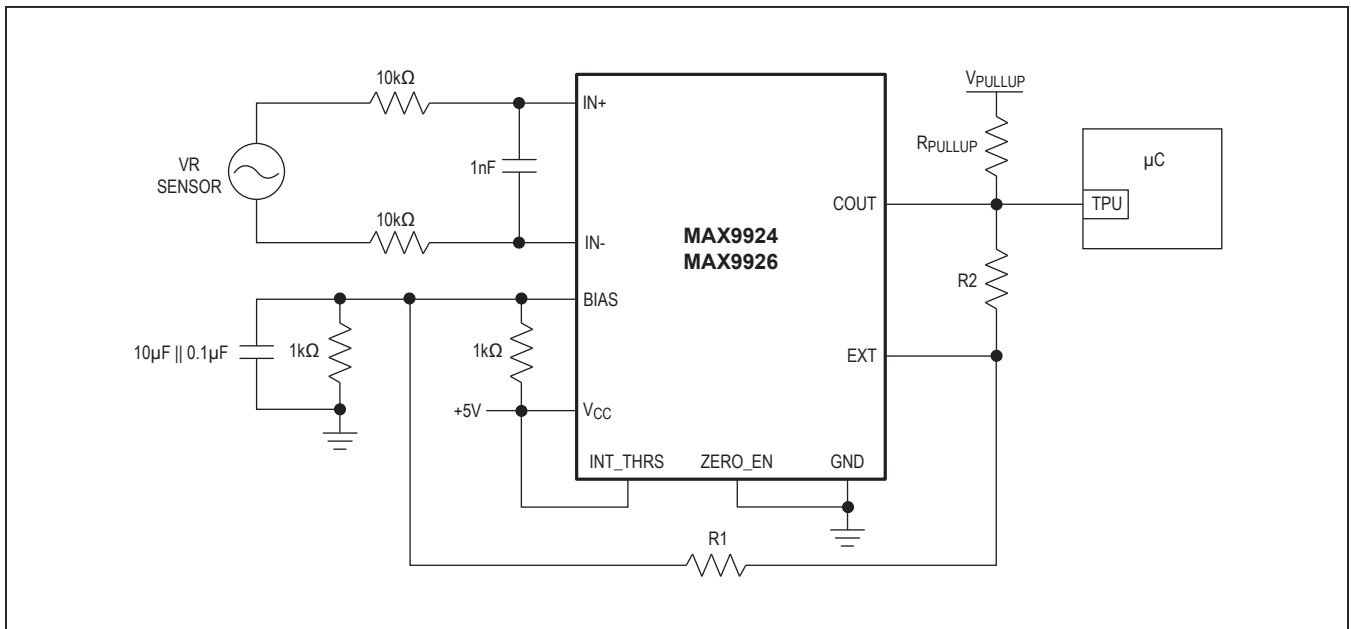 10kΩ
IN+
VR
SENSOR
1nF
10kΩ
IN-
BIAS
10µF || 0.1µF
1kΩ
1kΩ
+5V
VCC
INT_THRS
ZERO_EN
GND
MAX9924
MAX9926
COUT
EXT
VPULLUP
RPULLUP
µC
TPU
R2
R1